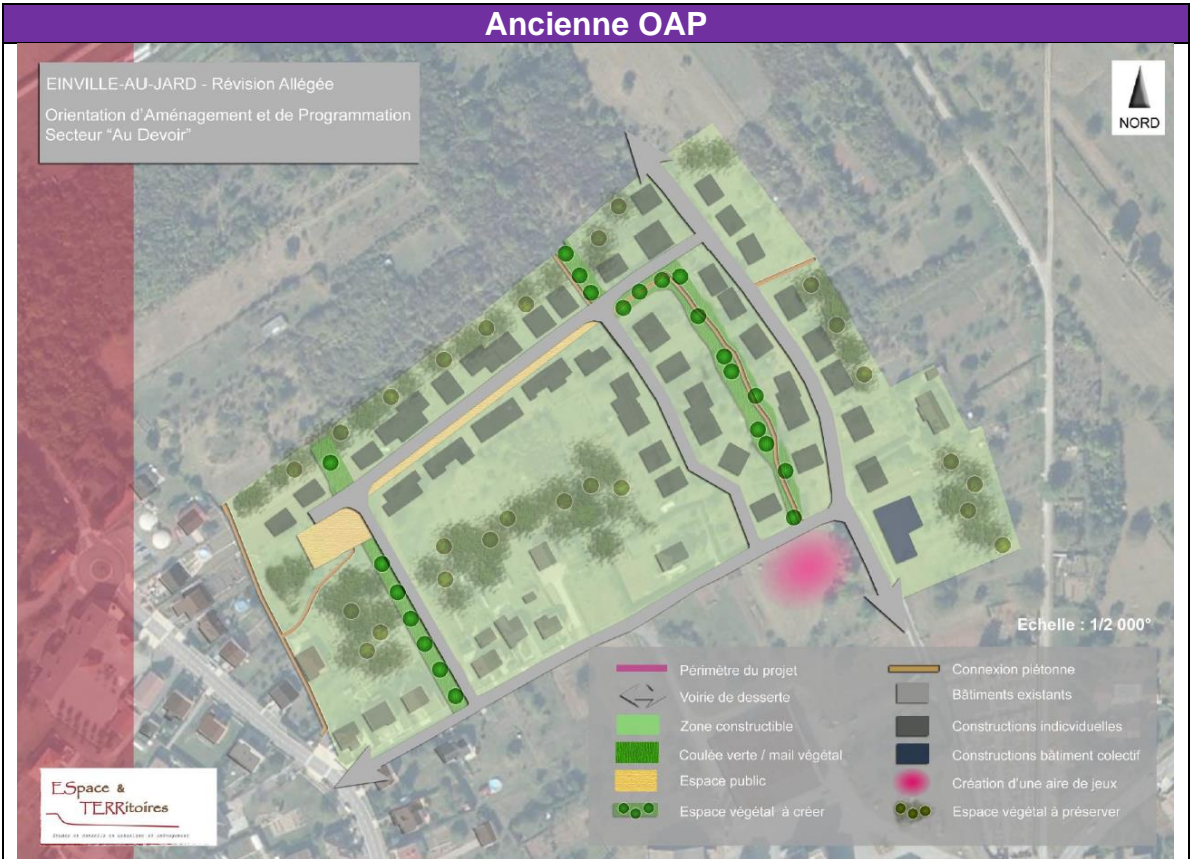 Ancienne OAP
EINVILLE-AU-JARD - Révision Allégée
Orientation d'Aménagement et de Programmation
Secteur "Au Devoir"
NORD
Echelle : 1/2 000°
Périmètre du projet
Voirie de desserte
Zone constructible
Coulée verte / mail végétal
Espace public
Espace végétal à créer
Connexion piétonne
Bâtiments existants
Constructions indicviduelles
Constructions bâtiment colectif
Création d'une aire de jeux
Espace végétal à préserver
ESpace &
TERRitoires